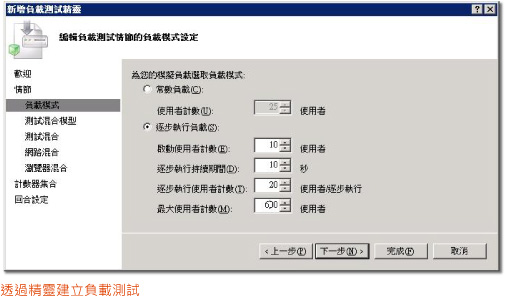 新增負載測試精靈
編輯負載測試情節的負載模式設定
歡迎
情節
負載模式
測試混合模型
測試混合
網路混合
瀏覽器混合
計數器集合
回合設定
為您的模擬負載選取負載模式:
常數負載(C):
使用者計數(U): 25 使用者
逐步執行負載(S):
啟動使用者計數(E): 10 使用者
逐步執行持續期間(D): 10 秒
逐步執行使用者計數(T): 20 使用者/逐步執行
最大使用者計數(M): 600 使用者
<上一步(P) 下一步(N)> 完成(F) 取消
透過精靈建立負載測試